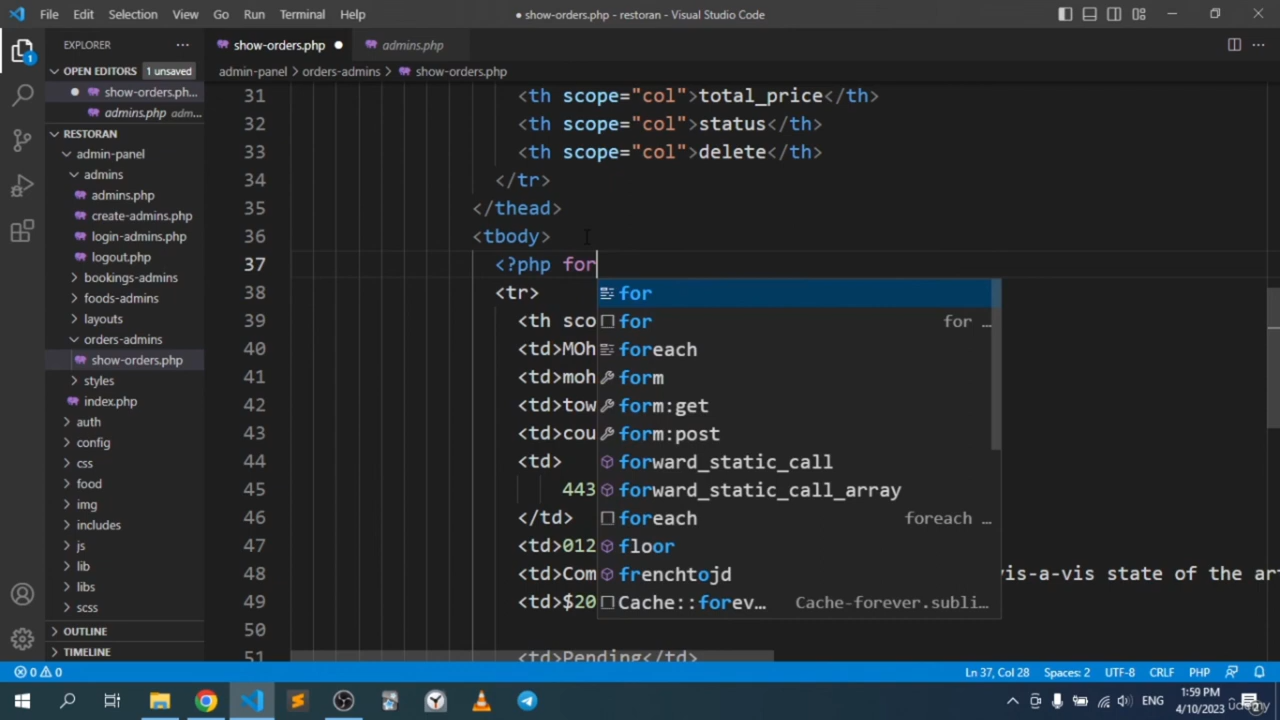 File Edit Selection View Go Run Terminal Help
● show-orders.php - restoran - Visual Studio Code
EXPLORER
show-orders.php ●
admins.php
OPEN EDITORS 1 unsaved
● show-orders.ph...
admins.php adm...
admin-panel > orders-admins > show-orders.php
RESTORAN
admin-panel
admins
admins.php
create-admins.php
login-admins.php
logout.php
bookings-admins
foods-admins
layouts
orders-admins
show-orders.php
styles
index.php
auth
config
css
food
img
includes
js
lib
libs
scss
OUTLINE
TIMELINE
31 <th scope="col">total_price</th>
32 <th scope="col">status</th>
33 <th scope="col">delete</th>
34 </tr>
35 </thead>
36 <tbody>
37 <?php for
38 <tr>
39 <th sco
40 <td>MOh
41 <td>moh
42 <td>tow
43 <td>cou
44 <td>
45 443
46 </td>
47 <td>012
48 <td>Com vis-a-vis state of the ar
49 <td>$20
50
51 <td>Pending</td>
for
for for ...
foreach
form
form:get
form:post
forward_static_call
forward_static_call_array
foreach foreach ...
floor
frenchtojd
Cache::forev... Cache-forever.subli...
0 0
Ln 37, Col 28 Spaces: 2 UTF-8 CRLF PHP
ENG
1:59 PM
4/10/2023
udemy
1
2